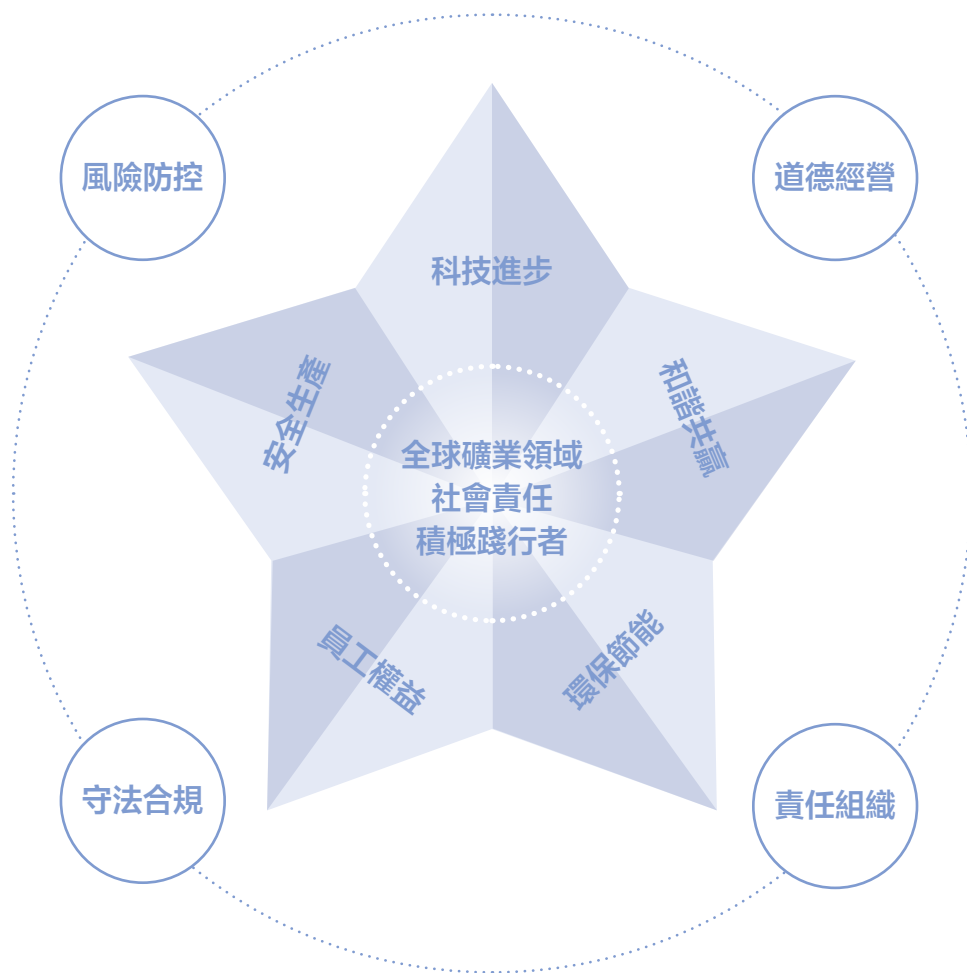 風險防控
道德經營
科技進步
安全生產
和諧共贏
全球礦業領域
社會責任
積極踐行者
員工權益
環保節能
守法合規
責任組織